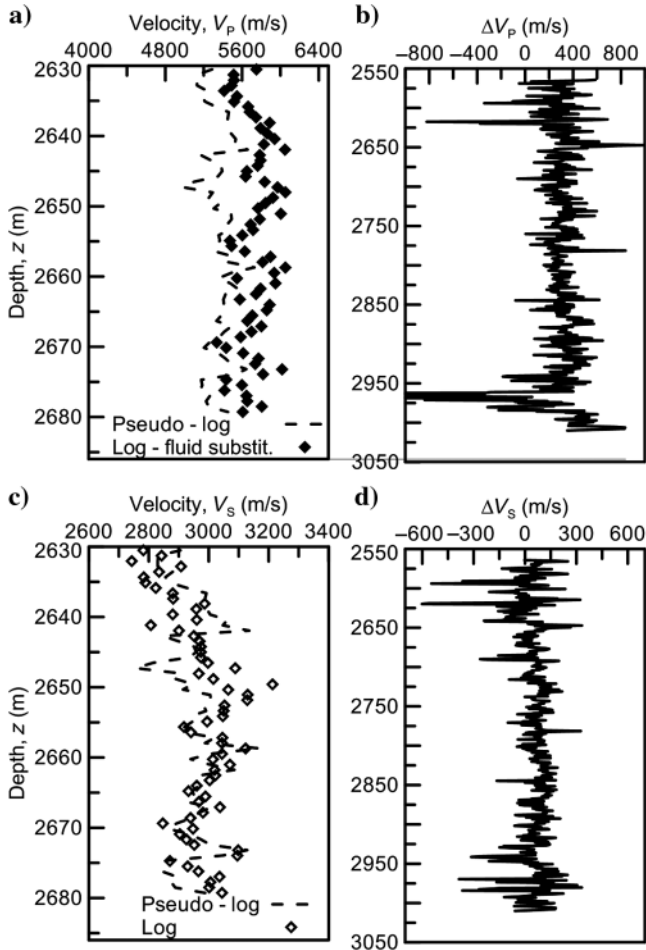 a)
Velocity, VP (m/s)
4000 4800 5600 6400
2630
2640
2650
2660
2670
2680
Depth, z (m)
Pseudo - log
Log - fluid substit.
b)
ΔVP (m/s)
−800 −400 0 400 800
2550
2650
2750
2850
2950
3050
c)
Velocity, VS (m/s)
2600 2800 3000 3200 3400
2630
2640
2650
2660
2670
2680
Depth, z (m)
Pseudo - log
Log
d)
ΔVS (m/s)
−600 −300 0 300 600
2550
2650
2750
2850
2950
3050